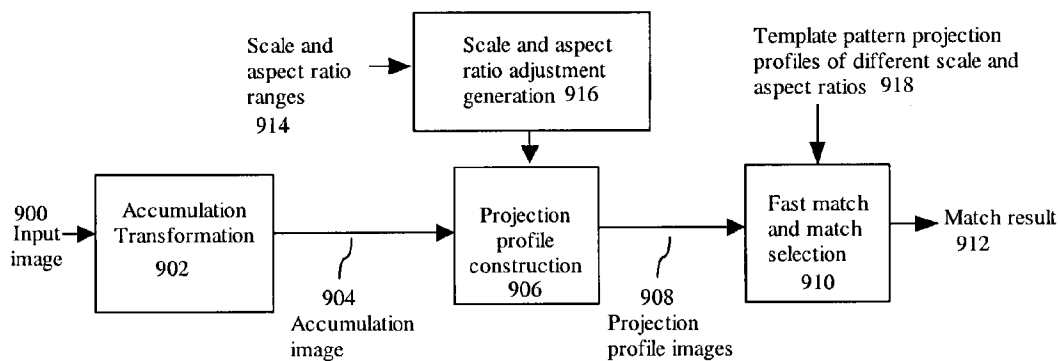 Scale and
aspect ratio
ranges
914
Scale and aspect
ratio adjustment
generation 916
Template pattern projection
profiles of different scale and
aspect ratios 918
900
Input
image
Accumulation
Transformation
902
904
Accumulation
image
Projection
profile
construction
906
908
Projection
profile images
Fast match
and match
selection
910
Match result
912